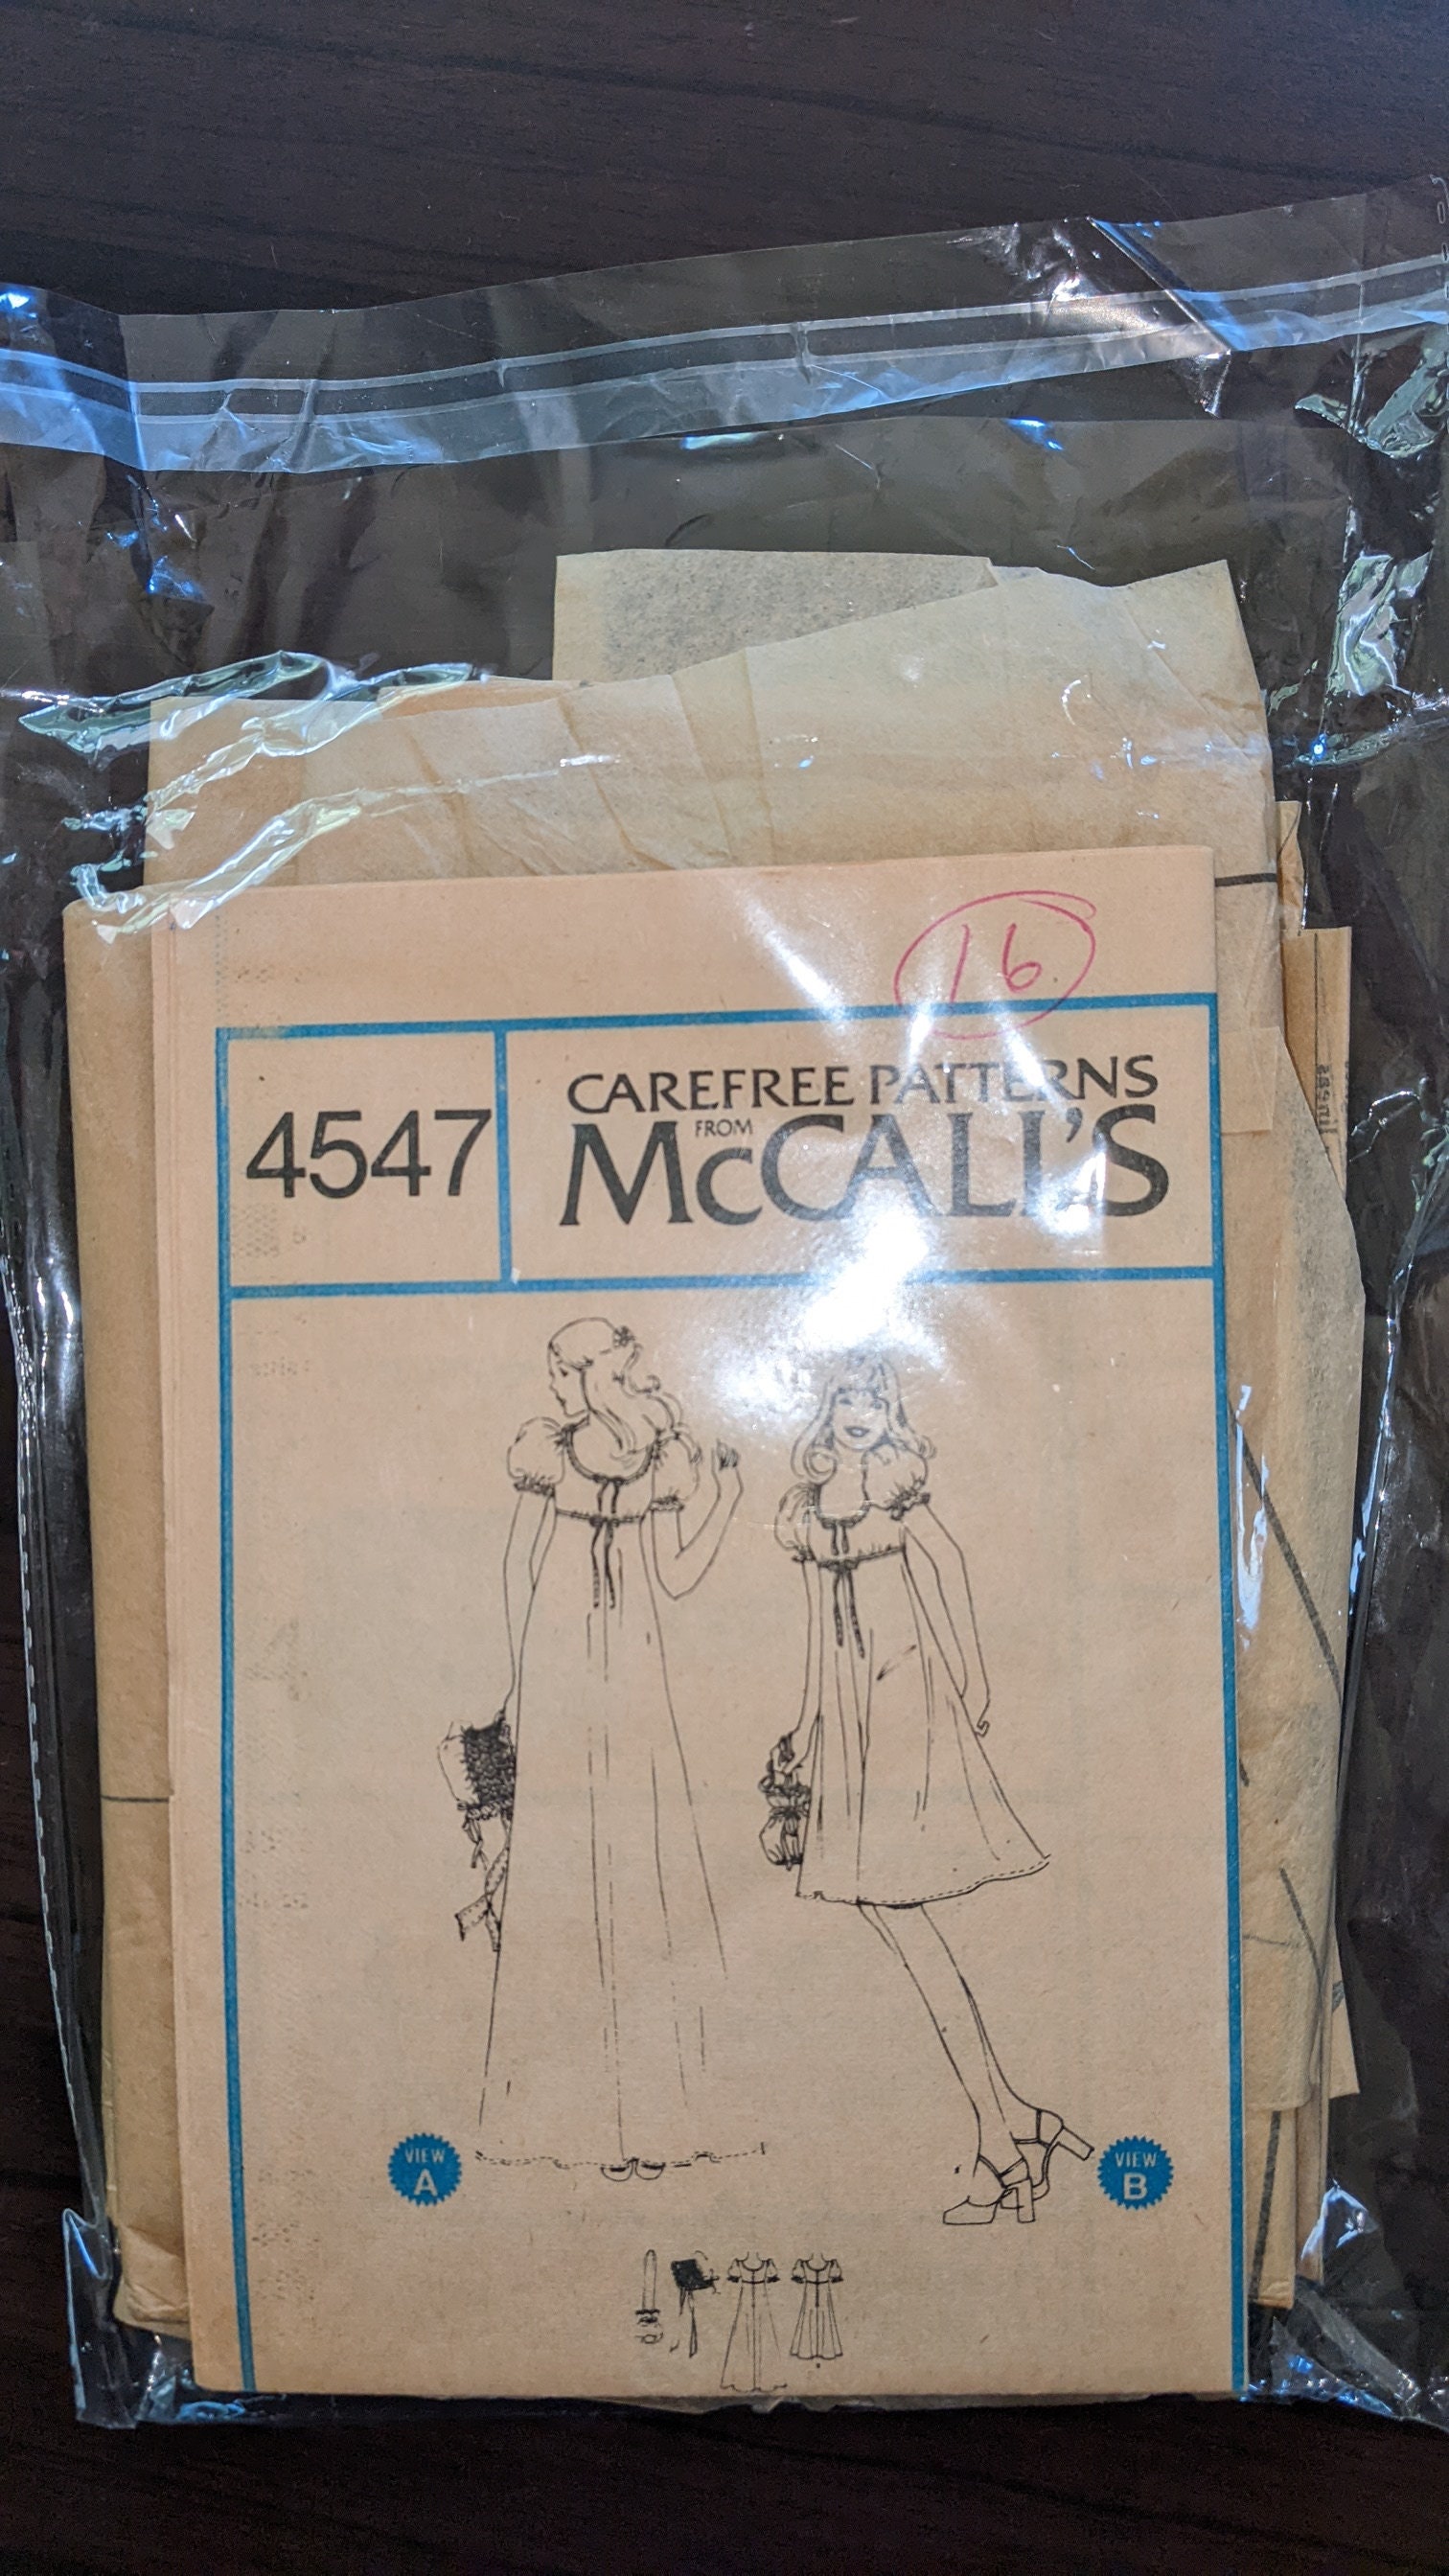 16
4547
CAREFREE PATTERNS
FROM
McCALL'S
VIEW
A
VIEW
B